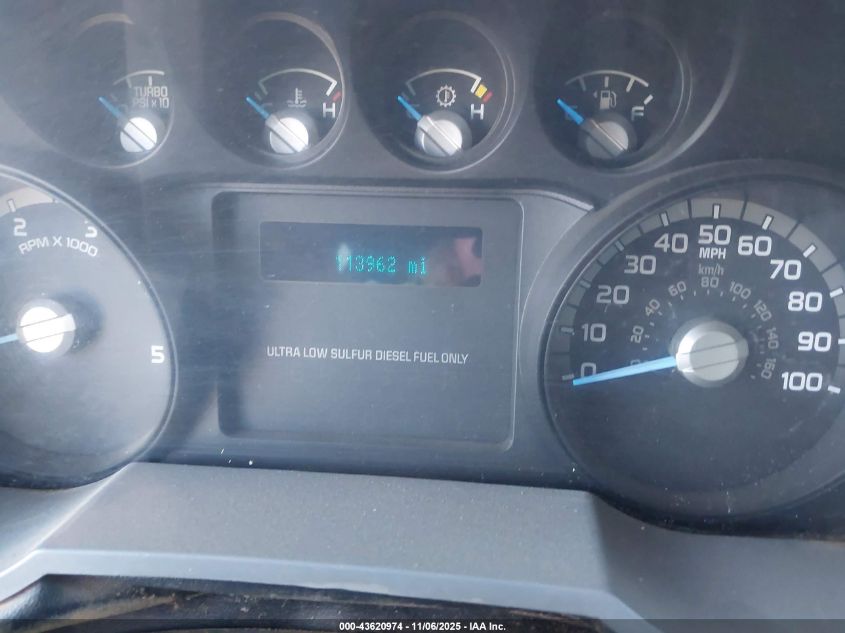 TURBO
PSI x 10
H
H
F
2
3
RPM X 1000
5
113962 mi
ULTRA LOW SULFUR DIESEL FUEL ONLY
0
10
20
30
40
50
60
70
80
90
100
MPH
km/h
0
20
40
60
80
100
120
140
160
000-43620974 | 11/06/2025 - IAA Inc.